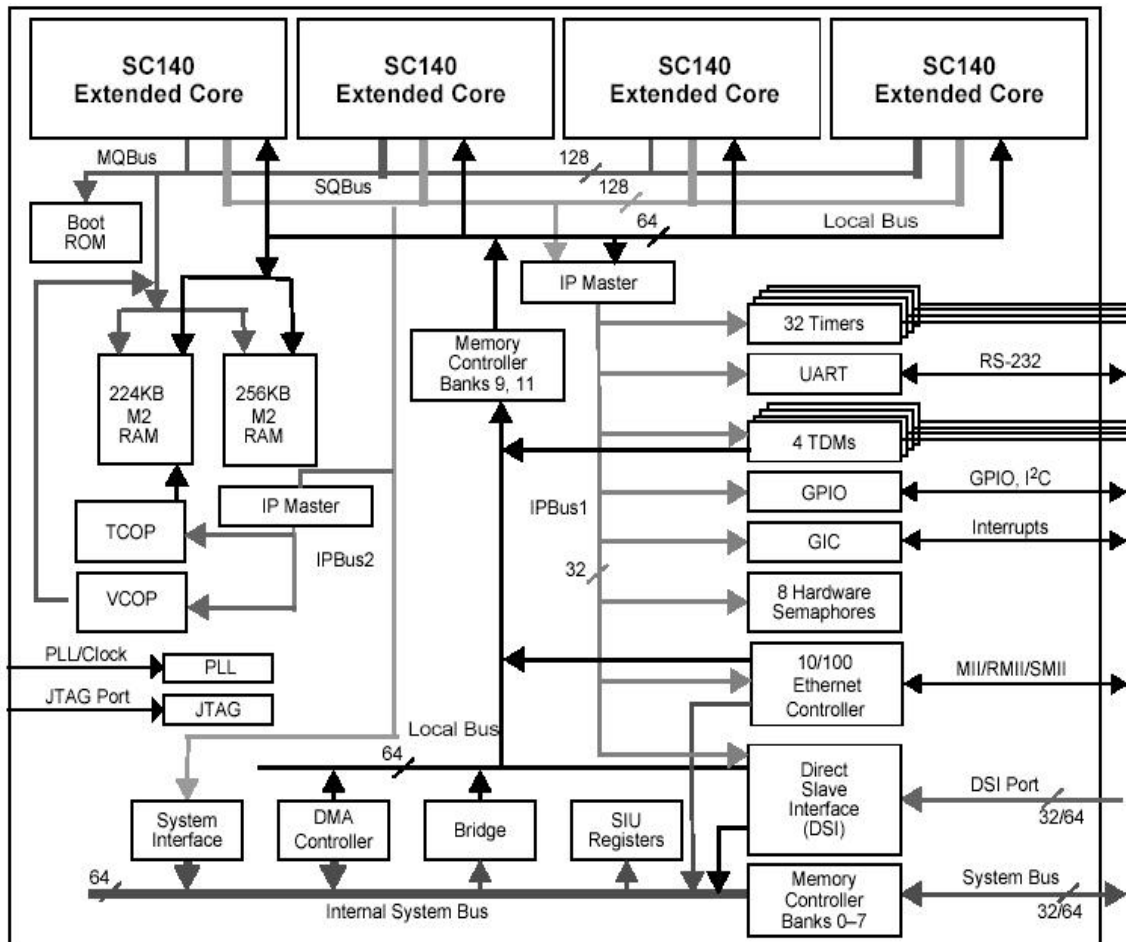 SC140
Extended Core
SC140
Extended Core
SC140
Extended Core
SC140
Extended Core
MQBus
128
SQBus
128
Boot
ROM
64
Local Bus
IP Master
32 Timers
Memory
Controller
Banks 9, 11
UART
RS-232
224KB
M2
RAM
256KB
M2
RAM
4 TDMs
IP Master
IPBus1
GPIO
GPIO, I²C
TCOP
IPBus2
GIC
Interrupts
32
VCOP
8 Hardware
Semaphores
PLL/Clock
PLL
10/100
Ethernet
Controller
MII/RMII/SMII
JTAG Port
JTAG
Local Bus
64
Direct
Slave
Interface
(DSI)
DSI Port
32/64
System
Interface
DMA
Controller
Bridge
SIU
Registers
64
Internal System Bus
Memory
Controller
Banks 0–7
System Bus
32/64